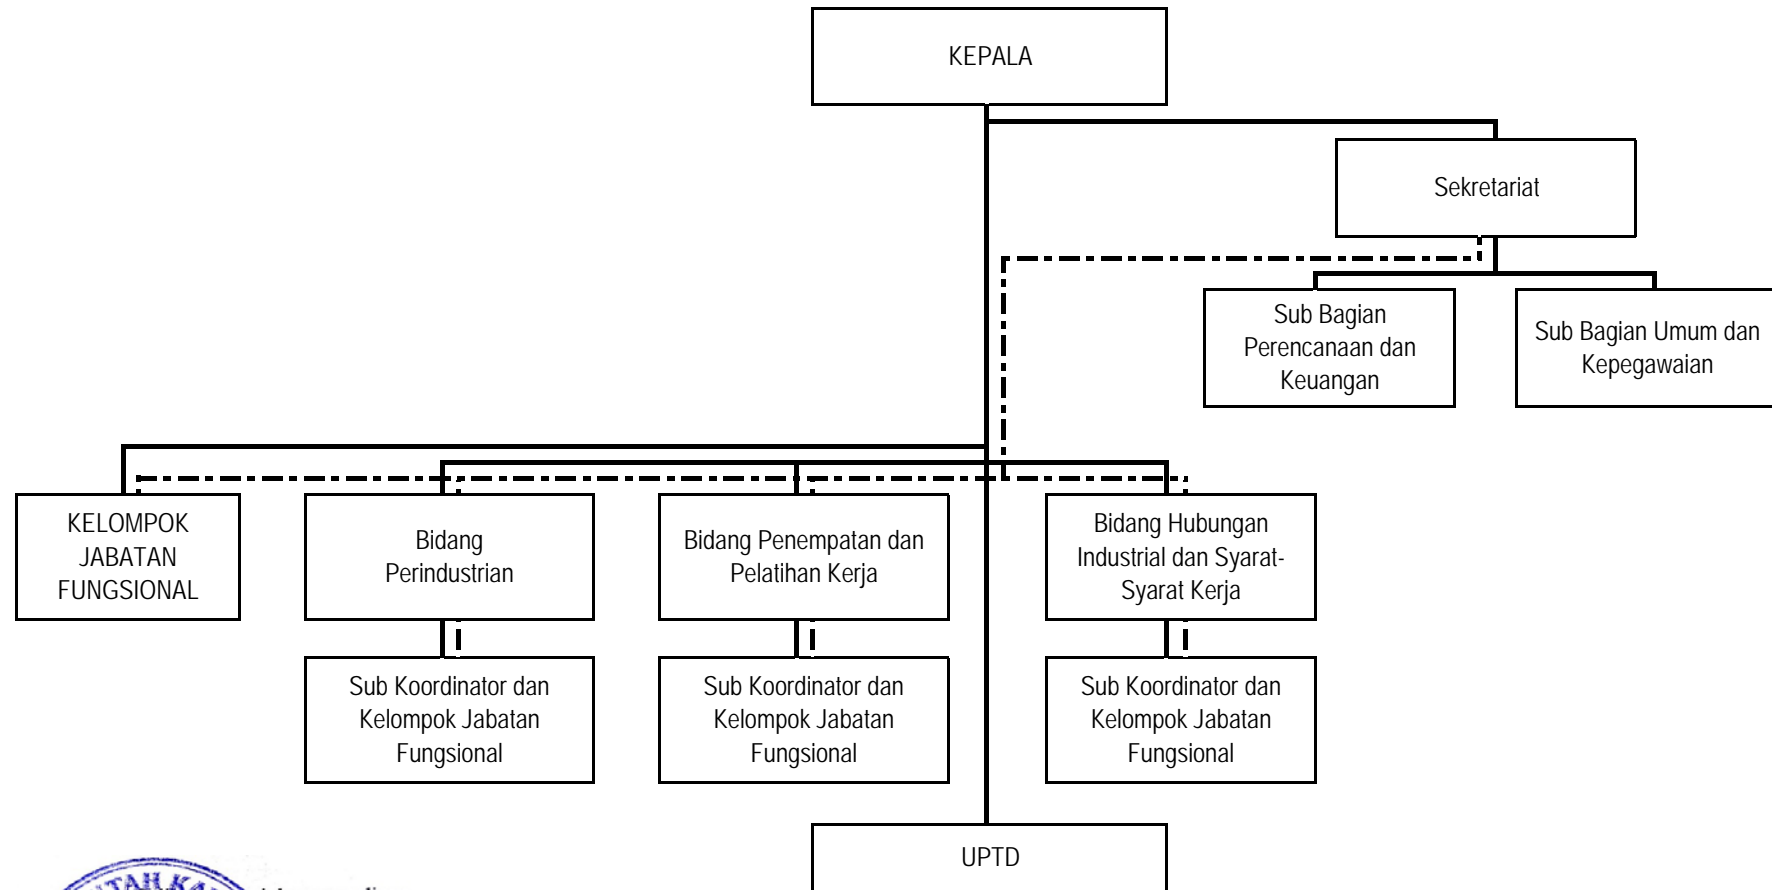 KEPALA
Sekretariat
Sub Bagian
Perencanaan dan
Keuangan
Sub Bagian Umum dan
Kepegawaian
KELOMPOK
JABATAN
FUNGSIONAL
Bidang
Perindustrian
Bidang Penempatan dan
Pelatihan Kerja
Bidang Hubungan
Industrial dan Syarat-
Syarat Kerja
Sub Koordinator dan
Kelompok Jabatan
Fungsional
Sub Koordinator dan
Kelompok Jabatan
Fungsional
Sub Koordinator dan
Kelompok Jabatan
Fungsional
UPTD